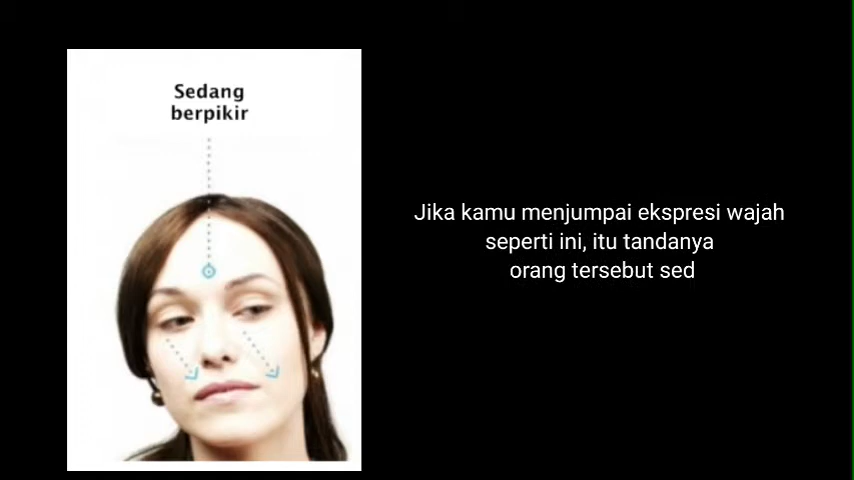 Sedang
berpikir
Jika kamu menjumpai ekspresi wajah
seperti ini, itu tandanya
orang tersebut sed